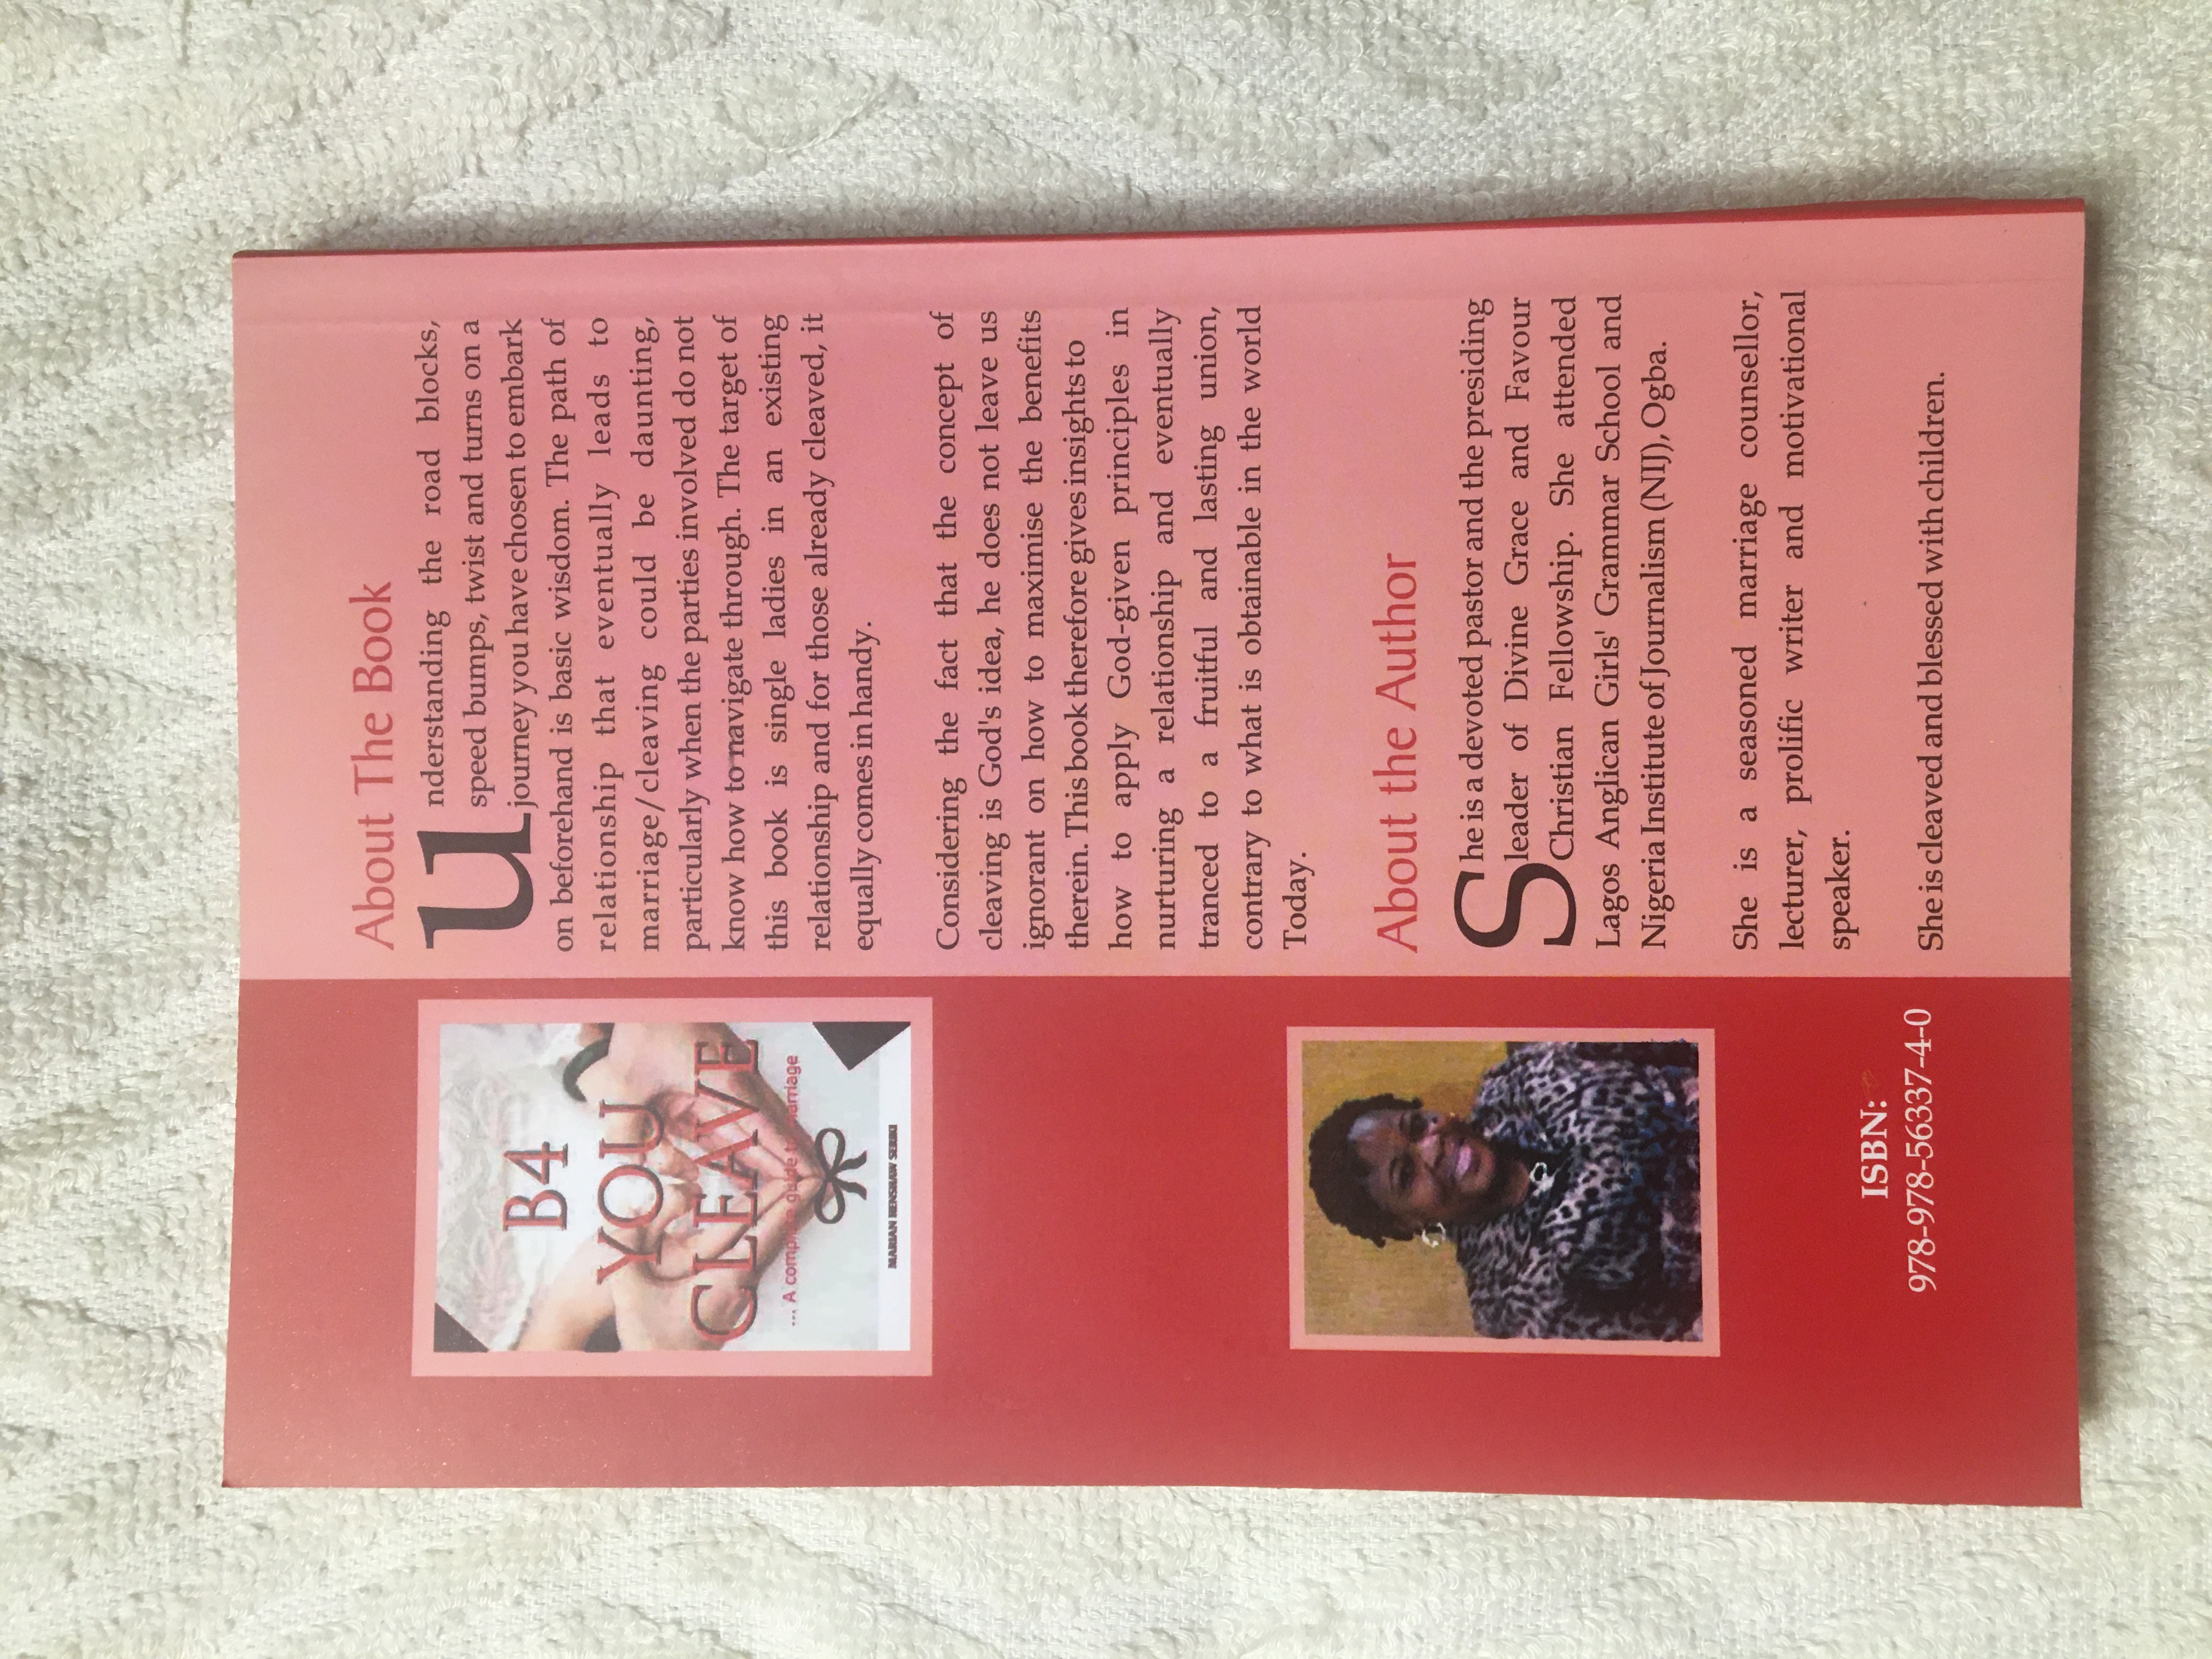 B4
YOU
CLEAVE
... A complete guide to marriage
MARIAN HENSHAW SERIKI
ISBN:
978-978-56337-4-0
About The Book
understanding the road blocks,
speed bumps, twist and turns on a
journey you have chosen to embark
on beforehand is basic wisdom. The path of
relationship that eventually leads to
marriage/cleaving could be daunting,
particularly when the parties involved do not
know how to navigate through. The target of
this book is single ladies in an existing
relationship and for those already cleaved, it
equally comes in handy.
Considering the fact that the concept of
cleaving is God's idea, he does not leave us
ignorant on how to maximise the benefits
therein. This book therefore gives insights to
how to apply God-given principles in
nurturing a relationship and eventually
tranced to a fruitful and lasting union,
contrary to what is obtainable in the world
Today.
About the Author
She is a devoted pastor and the presiding
leader of Divine Grace and Favour
Christian Fellowship. She attended
Lagos Anglican Girls' Grammar School and
Nigeria Institute of Journalism (NIJ), Ogba.
She is a seasoned marriage counsellor,
lecturer, prolific writer and motivational
speaker.
She is cleaved and blessed with children.